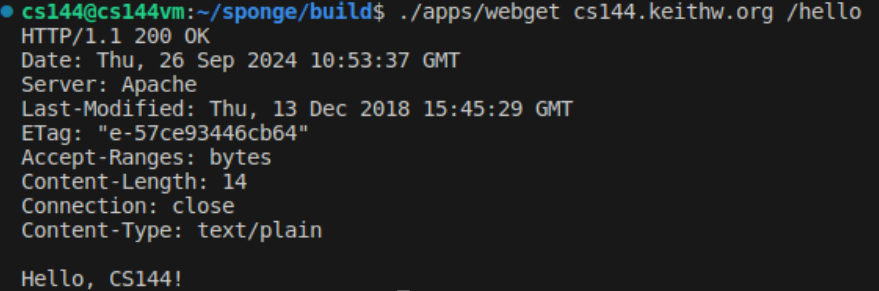 cs144@cs144vm:~/sponge/build$ ./apps/webget cs144.keithw.org /hello
HTTP/1.1 200 OK
Date: Thu, 26 Sep 2024 10:53:37 GMT
Server: Apache
Last-Modified: Thu, 13 Dec 2018 15:45:29 GMT
ETag: "e-57ce93446cb64"
Accept-Ranges: bytes
Content-Length: 14
Connection: close
Content-Type: text/plain

Hello, CS144!